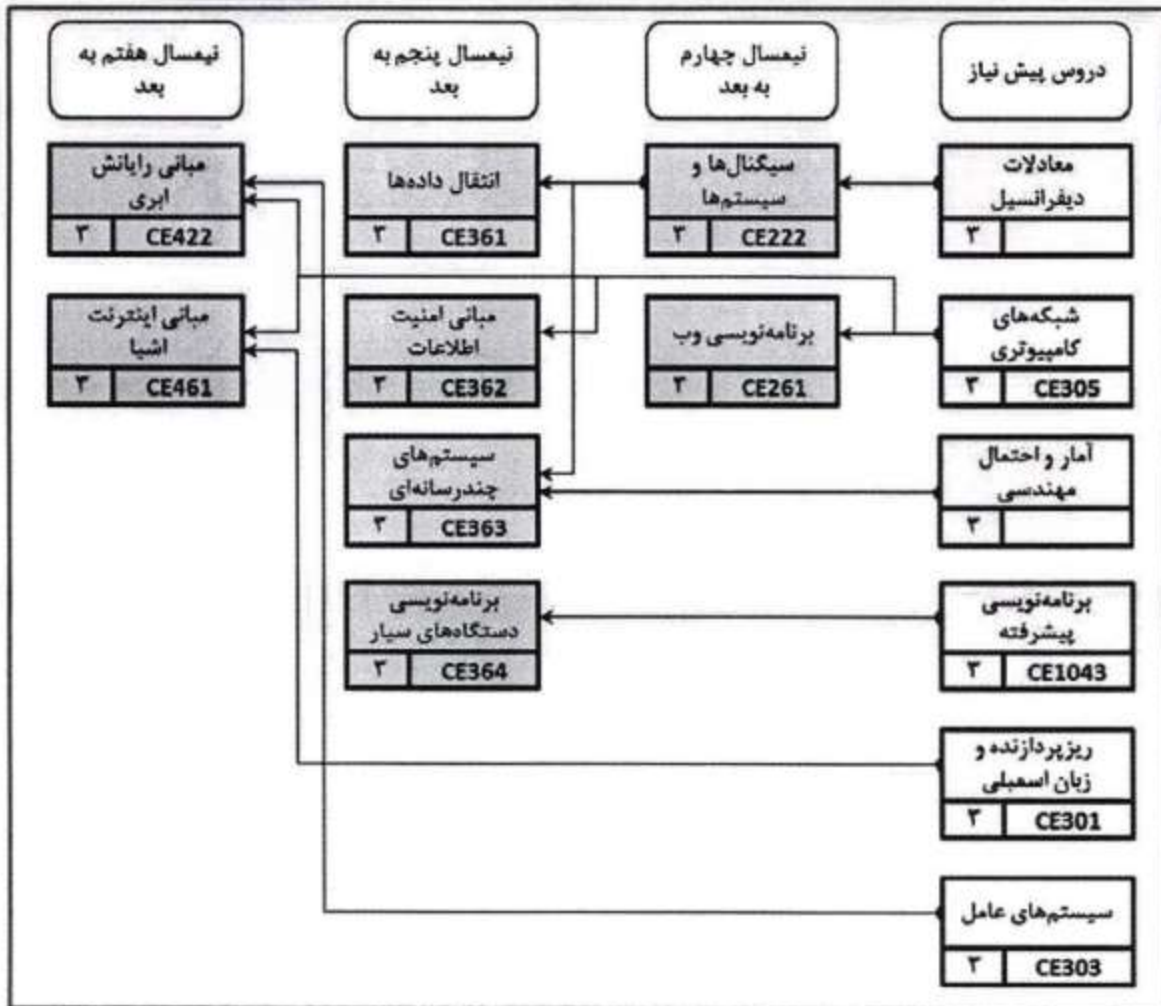 دروس پیش نیاز
نیمسال چهارم
به بعد
نیمسال پنجم به
بعد
نیمسال هفتم به
بعد
معادلات
دیفرانسیل
۳
سیگنال‌ها و
سیستم‌ها
CE222
۳
انتقال داده‌ها
CE361
۳
مبانی رایانش
ابری
CE422
۳
شبکه‌های
کامپیوتری
CE305
۳
برنامه‌نویسی وب
CE261
۳
مبانی امنیت
اطلاعات
CE362
۳
مبانی اینترنت
اشیا
CE461
۳
آمار و احتمال
مهندسی
۳
سیستم‌های
چندرسانه‌ای
CE363
۳
برنامه‌نویسی
پیشرفته
CE1043
۳
برنامه‌نویسی
دستگاه‌های سیار
CE364
۳
ریزپردازنده و
زبان اسمبلی
CE301
۳
سیستم‌های عامل
CE303
۳